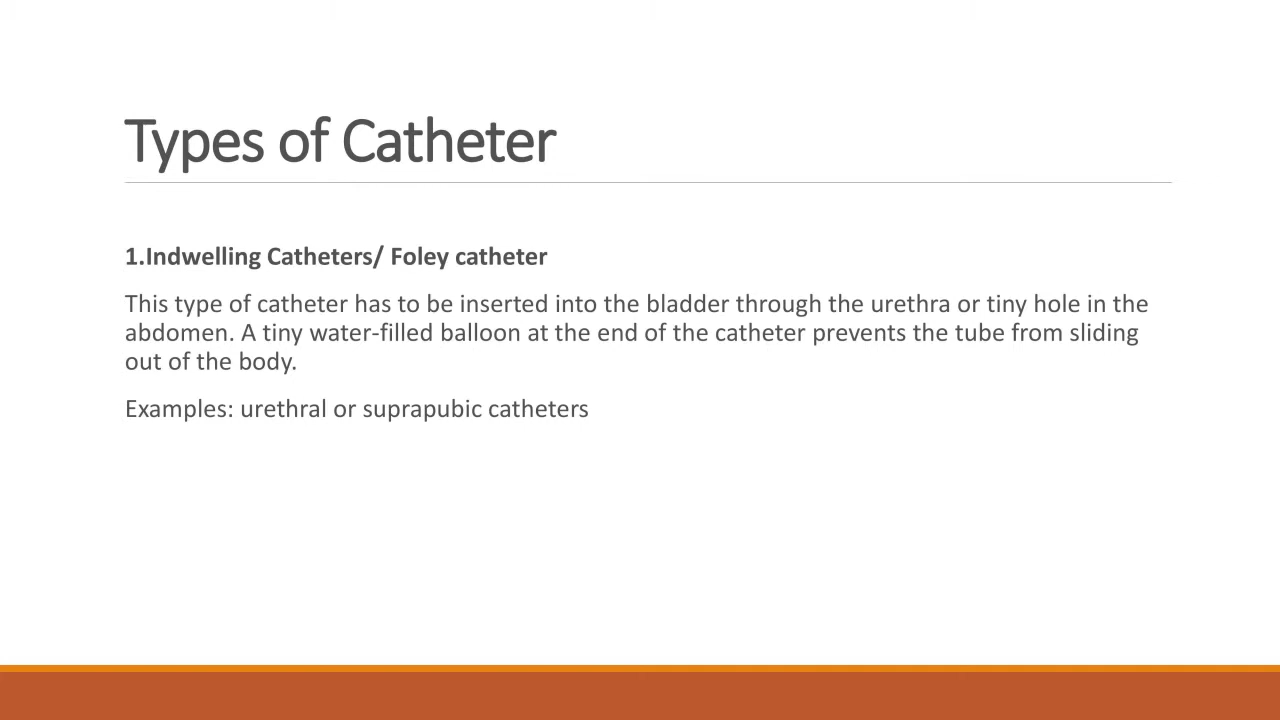 Types of Catheter
1.Indwelling Catheters/ Foley catheter
This type of catheter has to be inserted into the bladder through the urethra or tiny hole in the
abdomen. A tiny water-filled balloon at the end of the catheter prevents the tube from sliding
out of the body.
Examples: urethral or suprapubic catheters